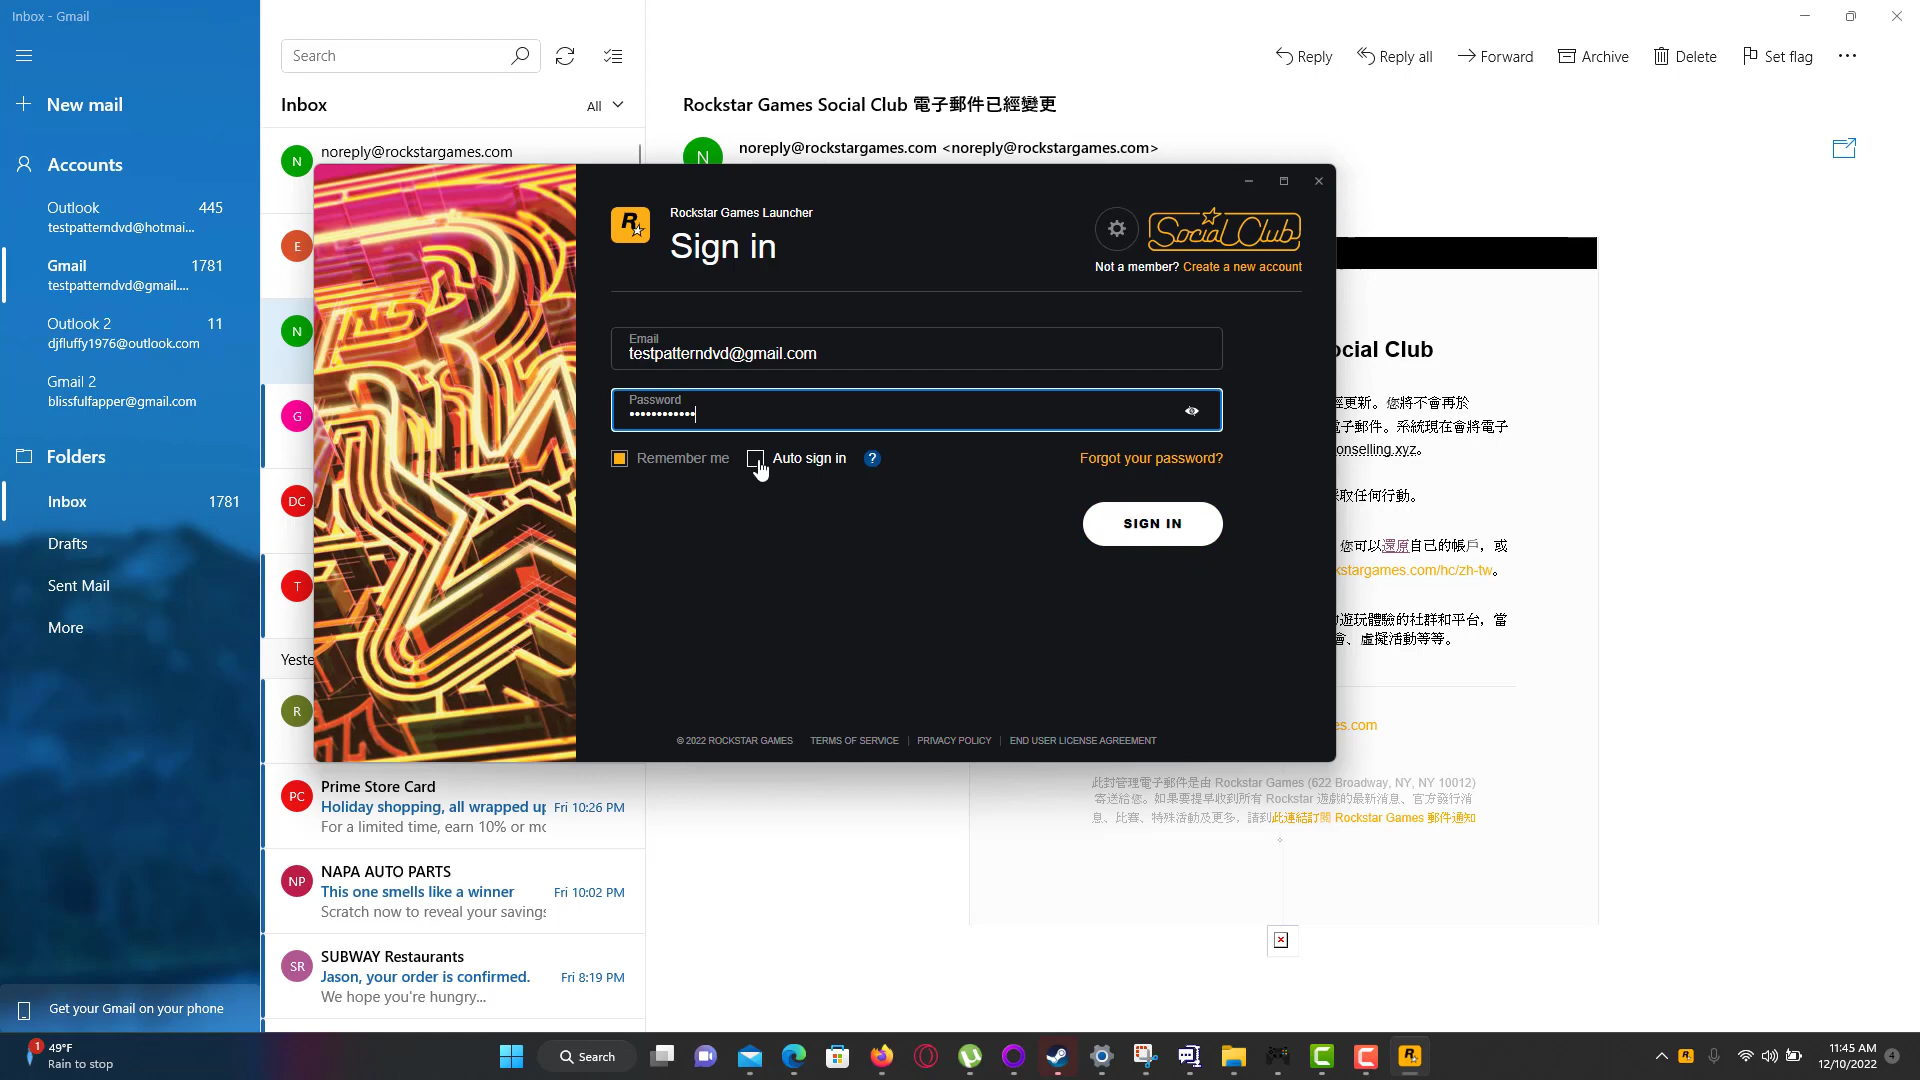 Inbox - Gmail
Search
Reply
Reply all
Forward
Archive
Delete
Set flag
New mail
Inbox
All
Rockstar Games Social Club 電子郵件已經變更
noreply@rockstargames.com
N
N
noreply@rockstargames.com <noreply@rockstargames.com>
Accounts
Outlook 445
testpatterndvd@hotmai...
Gmail 1781
testpatterndvd@gmail....
Outlook 2 11
djfluffy1976@outlook.com
Gmail 2
blissfulfapper@gmail.com
Folders
Inbox 1781
Drafts
Sent Mail
More
Get your Gmail on your phone
E
N
G
DC
T
Yeste
R
PC
Prime Store Card
Holiday shopping, all wrapped up Fri 10:26 PM
For a limited time, earn 10% or mo
NP
NAPA AUTO PARTS
This one smells like a winner Fri 10:02 PM
Scratch now to reveal your savings
SR
SUBWAY Restaurants
Jason, your order is confirmed. Fri 8:19 PM
We hope you're hungry...
R
Rockstar Games Launcher
Sign in
Social Club
Not a member? Create a new account
Email
testpatterndvd@gmail.com
Password
••••••••••••
Remember me
Auto sign in
?
Forgot your password?
SIGN IN
© 2022 ROCKSTAR GAMES TERMS OF SERVICE | PRIVACY POLICY | END USER LICENSE AGREEMENT
ocial Club
更新。您將不會再於
子郵件。系統現在會將電子
onselling.xyz。
取任何行動。
您可以還原自已的帳戶，或
kstargames.com/hc/zh-tw。
遊玩體驗的社群和平台，當
會、虛擬活動等等。
es.com
此封管理電子郵件是由 Rockstar Games (622 Broadway, NY, NY 10012)
寄送給您。如果要提早收到所有 Rockstar 遊戲的最新消息、官方發行消
息、比賽、特殊活動及更多，請到此連結訂閱 Rockstar Games 郵件通知
1
49°F
Rain to stop
Search
11:45 AM
12/10/2022
4